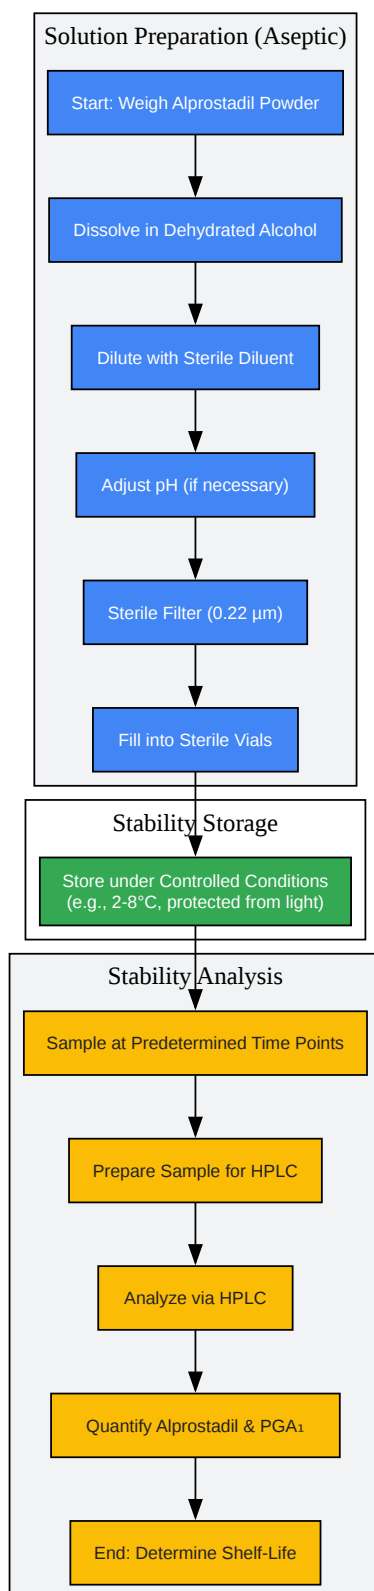 Solution Preparation (Aseptic)
Start: Weigh Alprostadil Powder
Dissolve in Dehydrated Alcohol
Dilute with Sterile Diluent
Adjust pH (if necessary)
Sterile Filter (0.22 µm)
Fill into Sterile Vials
Stability Storage
Store under Controlled Conditions
(e.g., 2-8°C, protected from light)
Stability Analysis
Sample at Predetermined Time Points
Prepare Sample for HPLC
Analyze via HPLC
Quantify Alprostadil & PGA₁
End: Determine Shelf-Life